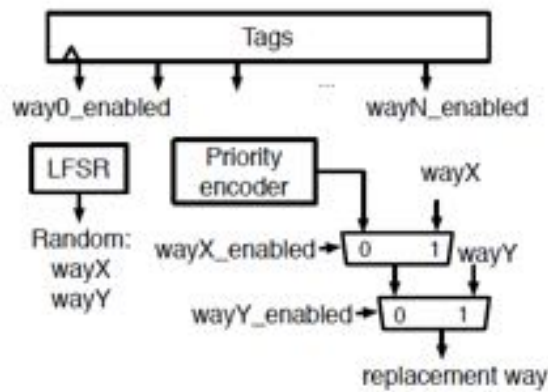 Tags
...
way0_enabled
wayN_enabled
LFSR
Priority
encoder
wayX
Random:
wayX
wayY
wayX_enabled
0 1
wayY
wayY_enabled
0 1
replacement way